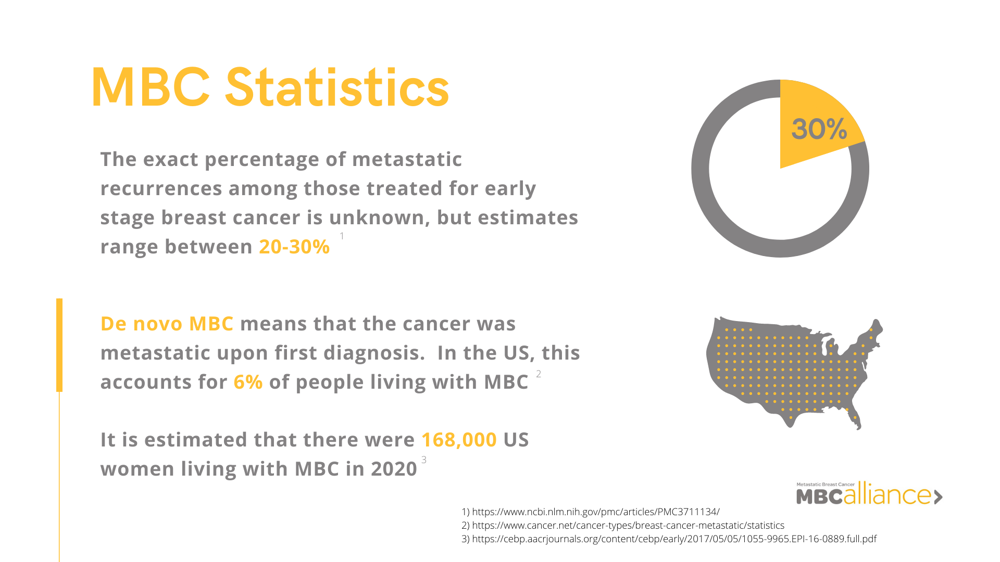 MBC Statistics
30%
The exact percentage of metastatic
recurrences among those treated for early
stage breast cancer is unknown, but estimates
range between 20-30% 1
De novo MBC means that the cancer was
metastatic upon first diagnosis.  In the US, this
accounts for 6% of people living with MBC 2
It is estimated that there were 168,000 US
women living with MBC in 2020 3
Metastatic Breast Cancer
MBCalliance
1) https://www.ncbi.nlm.nih.gov/pmc/articles/PMC3711134/
2) https://www.cancer.net/cancer-types/breast-cancer-metastatic/statistics
3) https://cebp.aacrjournals.org/content/cebp/early/2017/05/05/1055-9965.EPI-16-0889.full.pdf